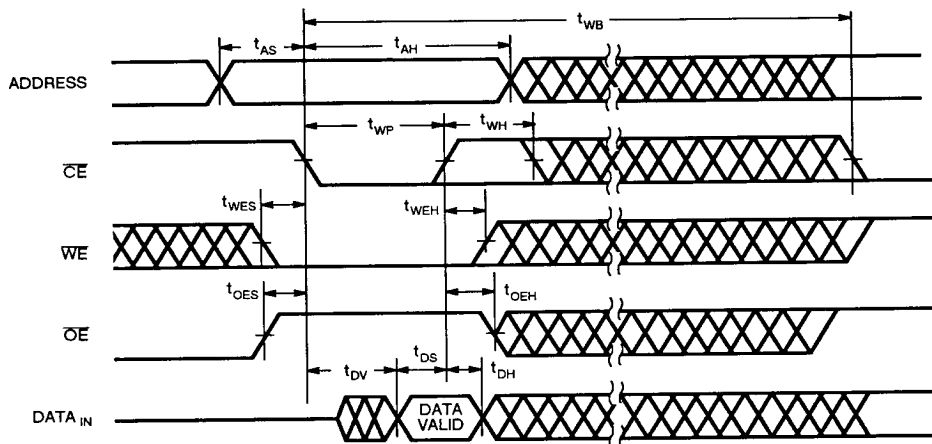 tWB
tAS tAH
ADDRESS
tWP tWH
CE
tWES tWEH
WE
tOES tOEH
OE
tDV tDS tDH
DATA IN DATA VALID